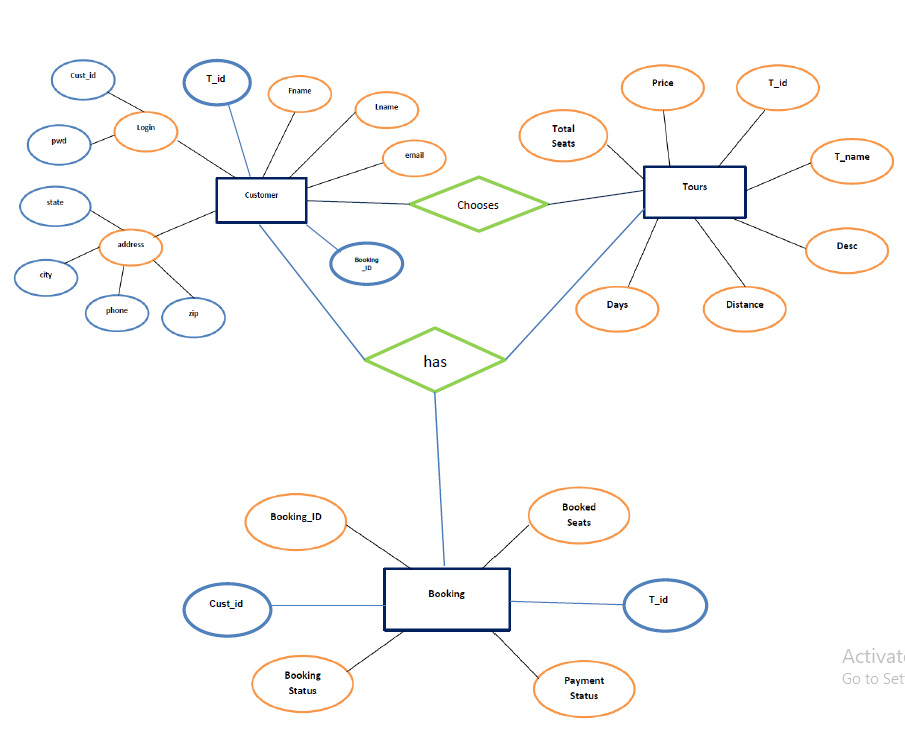 Cust_id
T_id
Fname
Lname
Login
pwd
email
Customer
state
address
city
phone
zip
Booking
_ID
Chooses
Price
T_id
Total
Seats
T_name
Tours
Desc
Days
Distance
has
Booking_ID
Booked
Seats
Booking
Cust_id
T_id
Booking
Status
Payment
Status
Activate
Go to Set